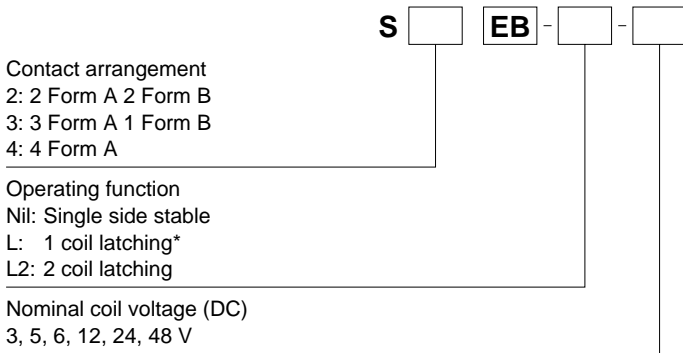 S EB - -
Contact arrangement
2: 2 Form A 2 Form B
3: 3 Form A 1 Form B
4: 4 Form A
Operating function
Nil: Single side stable
L: 1 coil latching*
L2: 2 coil latching
Nominal coil voltage (DC)
3, 5, 6, 12, 24, 48 V